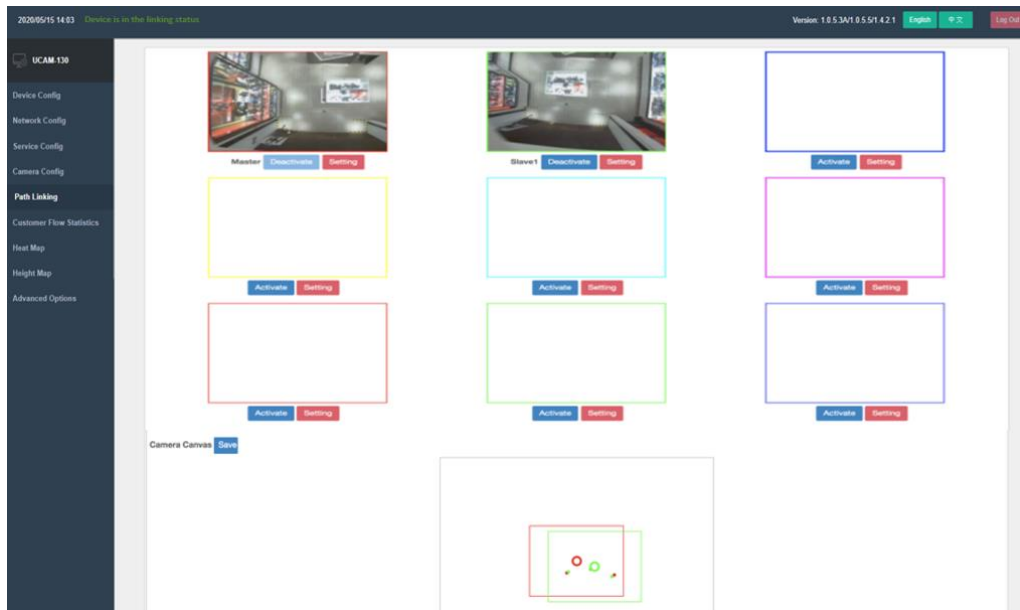 2020/05/15 14:03 Device is in the linking status Version: 1.0.5.3A/1.0.5.5/1.4.2.1 English 中文 Log Out
UCAM-130
Device Config
Network Config
Service Config
Camera Config
Path Linking
Customer Flow Statistics
Heat Map
Height Map
Advanced Options
Master Deactivate Setting Slave1 Deactivate Setting Activate Setting
Activate Setting Activate Setting Activate Setting
Activate Setting Activate Setting Activate Setting
Camera Canvas Save